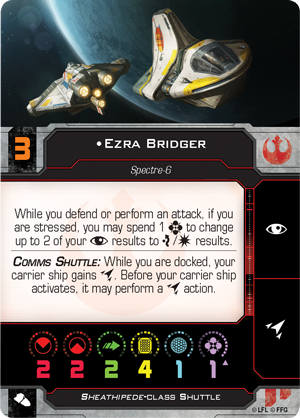 •Ezra Bridger
3
Spectre-6
While you defend or perform an attack, if you
are stressed, you may spend 1 to change
up to 2 of your results to / results.
Comms Shuttle: While you are docked, your
carrier ship gains . Before your carrier ship
activates, it may perform a action.
2 2 2 4 1 1
Sheathipede-class Shuttle
© LFL © FFG